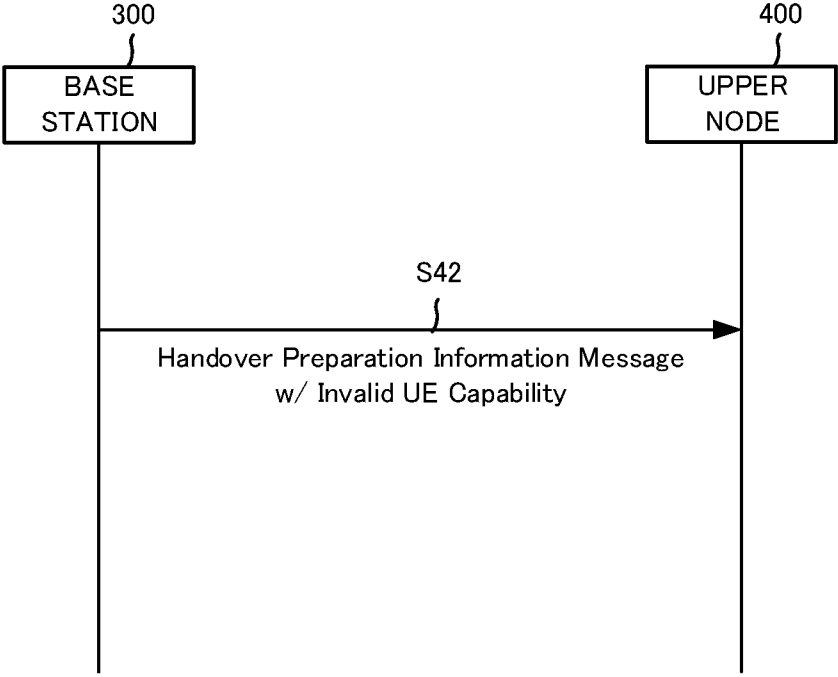 300
400
BASE
STATION
UPPER
NODE
S42
Handover Preparation Information Message
w/ Invalid UE Capability